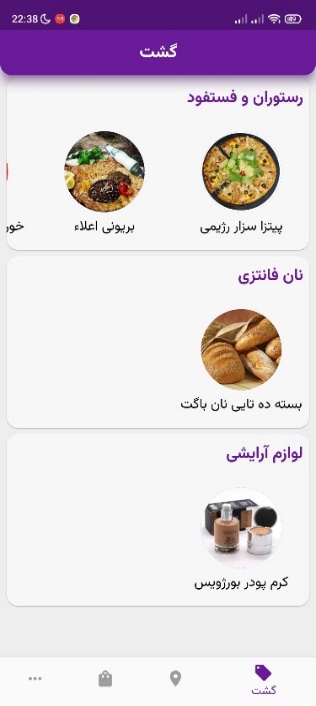 22:38
گشت
رستوران و فستفود
پیتزا سزار رژیمی
بریونی اعلاء
خور
نان فانتزی
بسته ده تایی نان باگت
لوازم آرایشی
کرم پودر بورژویس
گشت